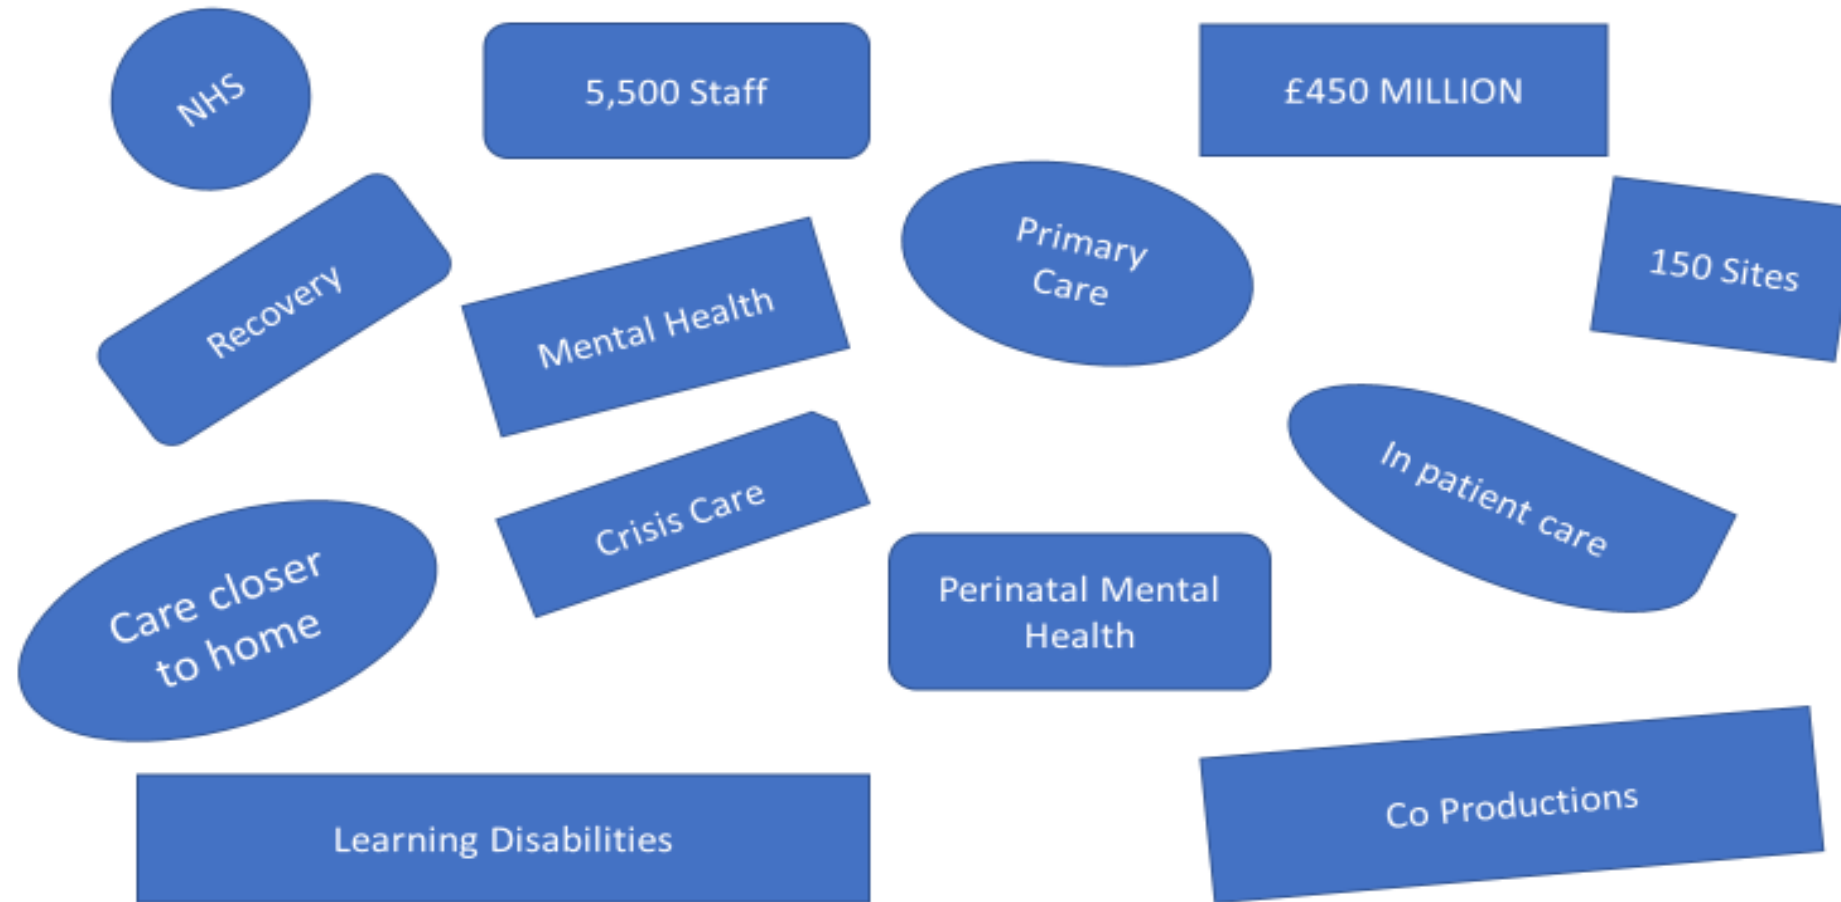 NHS
5,500 Staff
£450 MILLION
Primary
Care
150 Sites
Recovery
Mental Health
In patient care
Crisis Care
Care closer
to home
Perinatal Mental
Health
Co Productions
Learning Disabilities